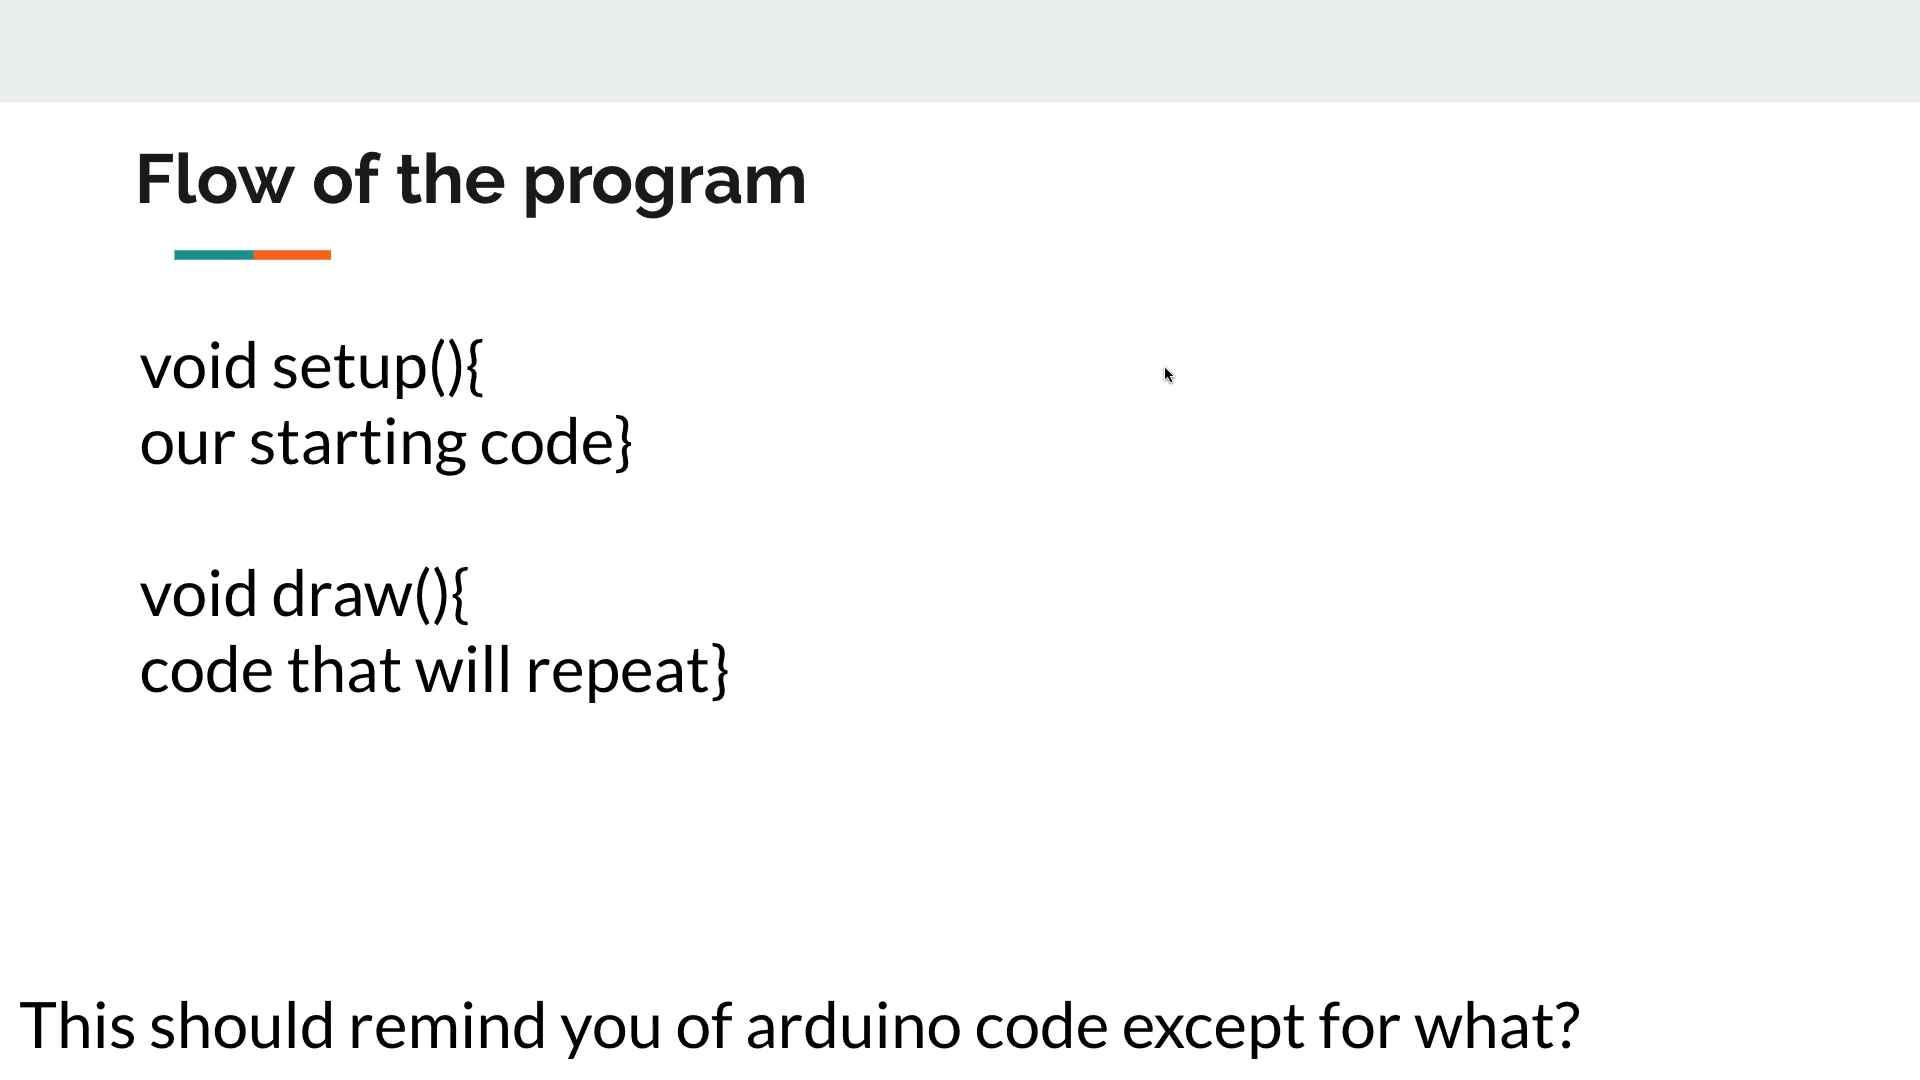 Flow of the program
void setup(){
our starting code}
void draw(){
code that will repeat}
This should remind you of arduino code except for what?